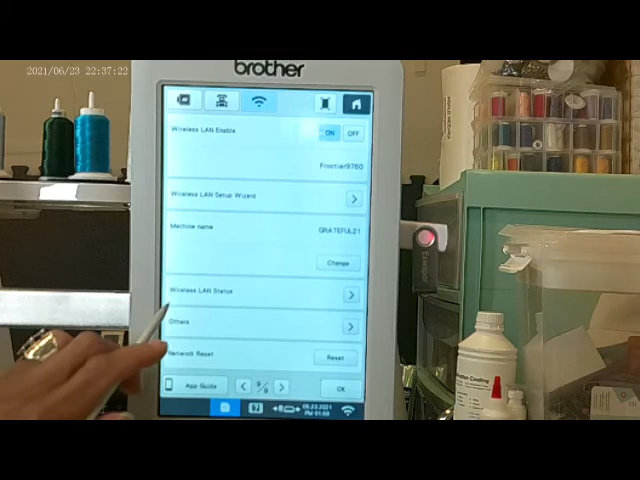 2021/06/23 22:37:22
brother
Wireless LAN Enable
ON OFF
Frontier9760
Wireless LAN Setup Wizard
Machine name
GRATEFUL21
Change
Wireless LAN Status
Others
Network Reset
Reset
App Guide
OK